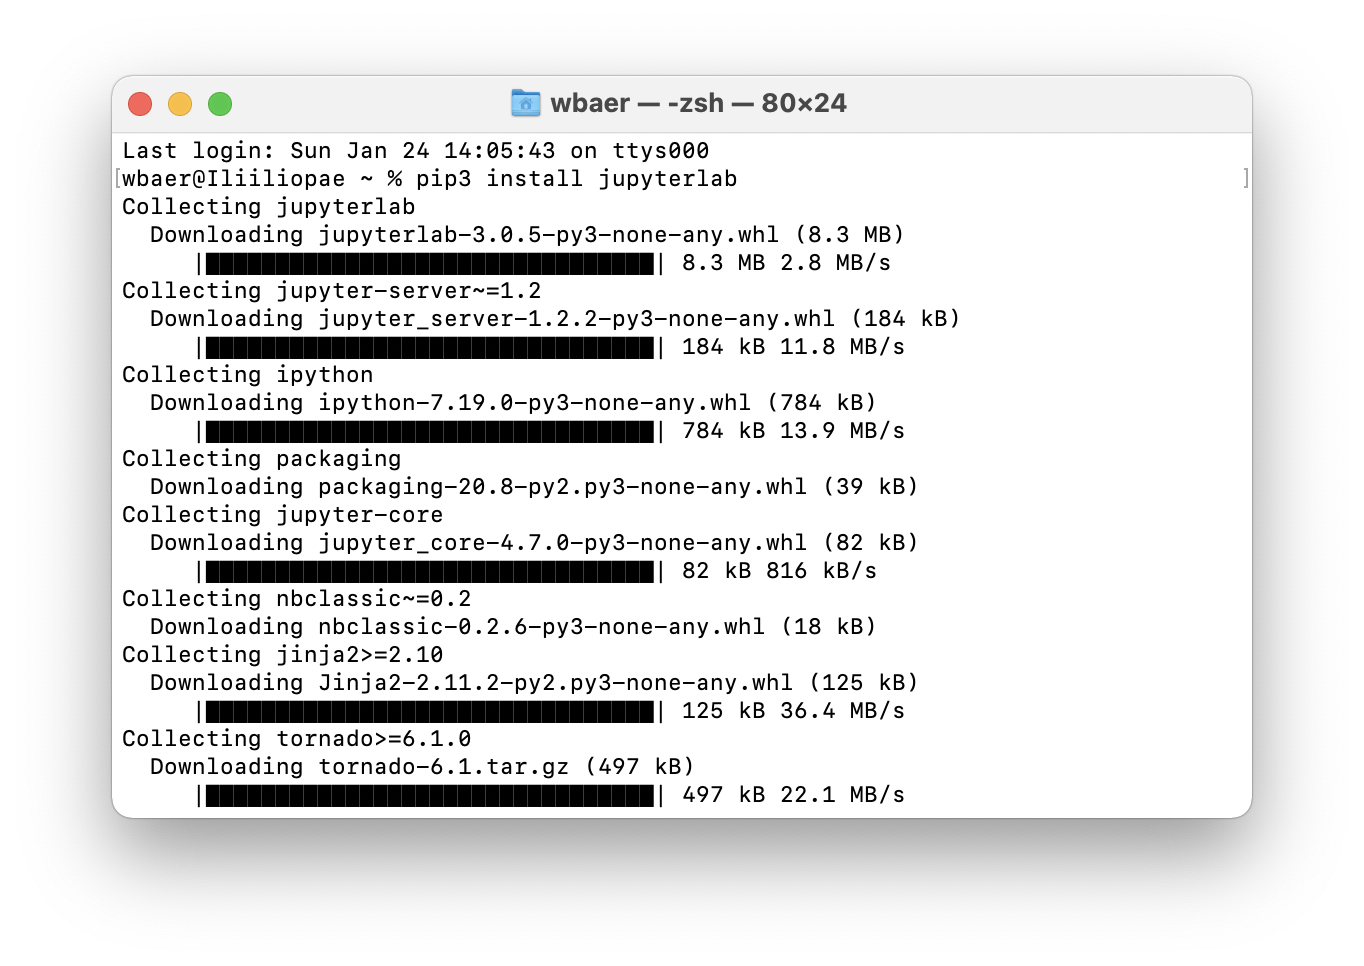 wbaer — -zsh — 80×24
Last login: Sun Jan 24 14:05:43 on ttys000
[wbaer@Iliiliopae ~ % pip3 install jupyterlab ]
Collecting jupyterlab
  Downloading jupyterlab-3.0.5-py3-none-any.whl (8.3 MB)
     |████████████████████████████████| 8.3 MB 2.8 MB/s
Collecting jupyter-server~=1.2
  Downloading jupyter_server-1.2.2-py3-none-any.whl (184 kB)
     |████████████████████████████████| 184 kB 11.8 MB/s
Collecting ipython
  Downloading ipython-7.19.0-py3-none-any.whl (784 kB)
     |████████████████████████████████| 784 kB 13.9 MB/s
Collecting packaging
  Downloading packaging-20.8-py2.py3-none-any.whl (39 kB)
Collecting jupyter-core
  Downloading jupyter_core-4.7.0-py3-none-any.whl (82 kB)
     |████████████████████████████████| 82 kB 816 kB/s
Collecting nbclassic~=0.2
  Downloading nbclassic-0.2.6-py3-none-any.whl (18 kB)
Collecting jinja2>=2.10
  Downloading Jinja2-2.11.2-py2.py3-none-any.whl (125 kB)
     |████████████████████████████████| 125 kB 36.4 MB/s
Collecting tornado>=6.1.0
  Downloading tornado-6.1.tar.gz (497 kB)
     |████████████████████████████████| 497 kB 22.1 MB/s